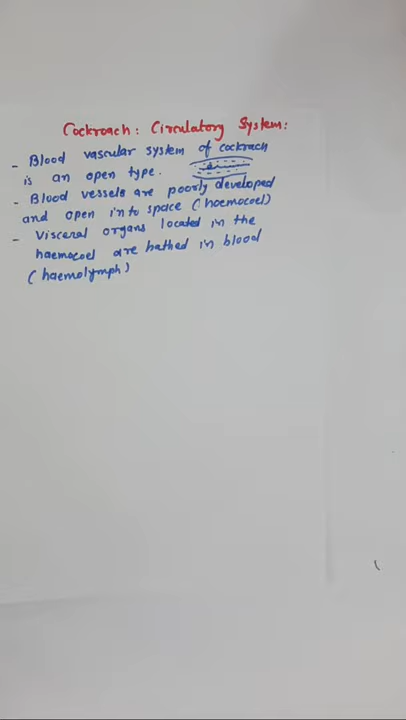 Cockroach: Circulatory System:
- Blood vascular system of cockroach
is an open type.
- Blood vessels are poorly developed
and open into space (haemocoel)
- Visceral organs located in the
haemocoel are bathed in blood
(haemolymph)